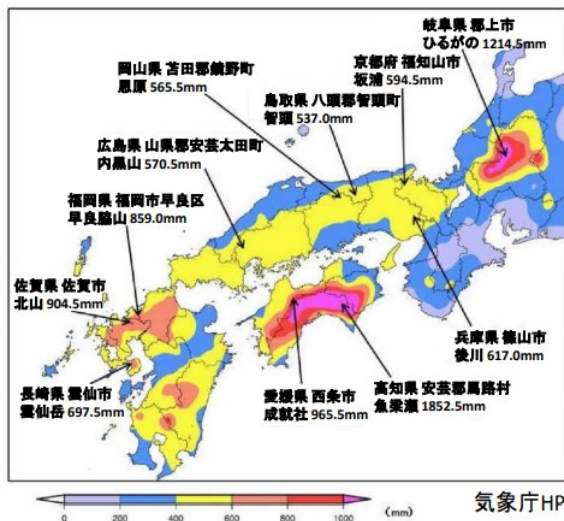 岐阜県 郡上市
ひるがの 1214.5mm
岡山県 苫田郡鏡野町
恩原 565.5mm
京都府 福知山市
坂浦 594.5mm
鳥取県 八頭郡智頭町
智頭 537.0mm
広島県 山県郡安芸太田町
内黒山 570.5mm
福岡県 福岡市早良区
早良脇山 859.0mm
佐賀県 佐賀市
北山 904.5mm
長崎県 雲仙市
雲仙岳 697.5mm
愛媛県 西条市
成就社 965.5mm
高知県 安芸郡馬路村
魚梁瀬 1852.5mm
兵庫県 篠山市
後川 617.0mm
0 200 400 600 800 1000 (mm)
気象庁HP